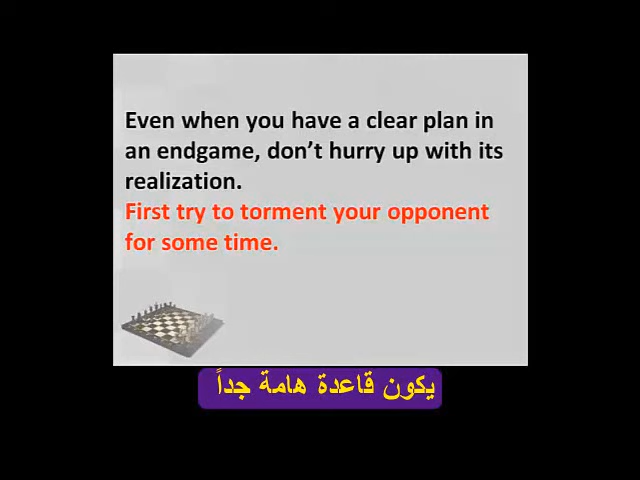 Even when you have a clear plan in
an endgame, don’t hurry up with its
realization.
First try to torment your opponent
for some time.
يكون قاعدة هامة جداً